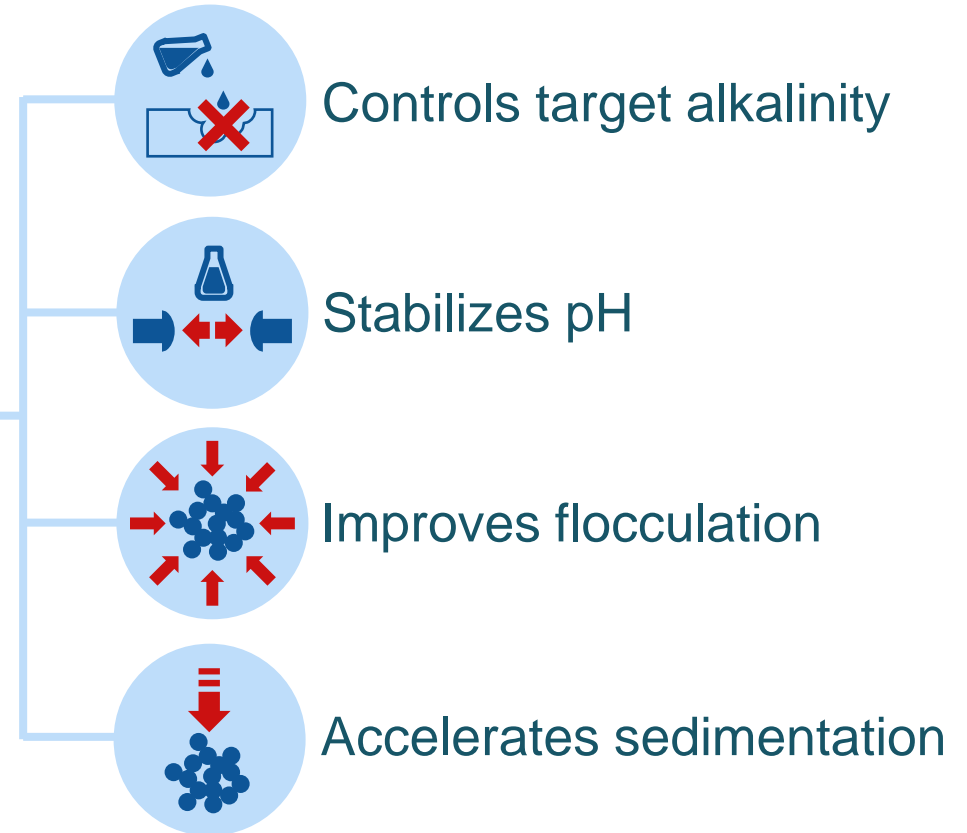 Controls target alkalinity
Stabilizes pH
Improves flocculation
Accelerates sedimentation